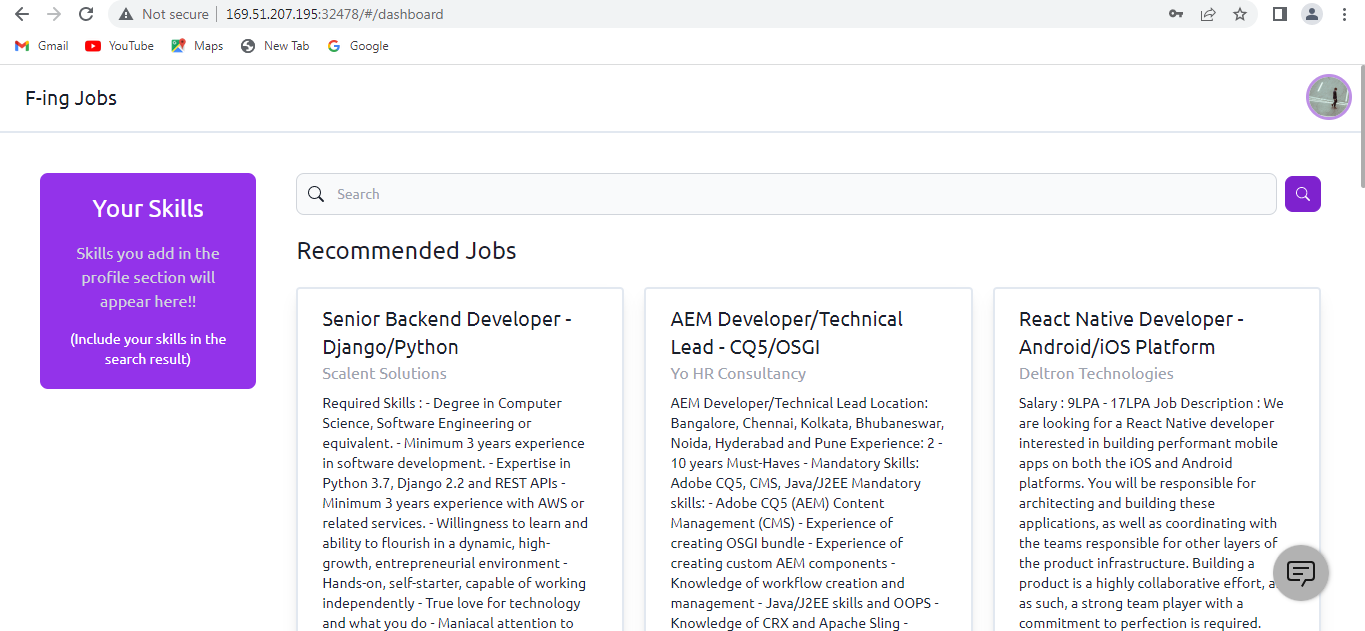 Not secure 169.51.207.195:32478/#/dashboard
Gmail YouTube Maps New Tab Google
F-ing Jobs
Your Skills
Skills you add in the
profile section will
appear here!!
(Include your skills in the
search result)
Search
Recommended Jobs
Senior Backend Developer -
Django/Python
Scalent Solutions
Required Skills : - Degree in Computer
Science, Software Engineering or
equivalent. - Minimum 3 years experience
in software development. - Expertise in
Python 3.7, Django 2.2 and REST APIs -
Minimum 3 years experience with AWS or
related services. - Willingness to learn and
ability to flourish in a dynamic, high-
growth, entrepreneurial environment -
Hands-on, self-starter, capable of working
independently - True love for technology
and what you do - Maniacal attention to
AEM Developer/Technical
Lead - CQ5/OSGI
Yo HR Consultancy
AEM Developer/Technical Lead Location:
Bangalore, Chennai, Kolkata, Bhubaneswar,
Noida, Hyderabad and Pune Experience: 2 -
10 years Must-Haves - Mandatory Skills:
Adobe CQ5, CMS, Java/J2EE Mandatory
skills: - Adobe CQ5 (AEM) Content
Management (CMS) - Experience of
creating OSGI bundle - Experience of
creating custom AEM components -
Knowledge of workflow creation and
management - Java/J2EE skills and OOPS -
Knowledge of CRX and Apache Sling -
React Native Developer -
Android/iOS Platform
Deltron Technologies
Salary : 9LPA - 17LPA Job Description : We
are looking for a React Native developer
interested in building performant mobile
apps on both the iOS and Android
platforms. You will be responsible for
architecting and building these
applications, as well as coordinating with
the teams responsible for other layers of
the product infrastructure. Building a
product is a highly collaborative effort,
as such, a strong team player with a
commitment to perfection is required.